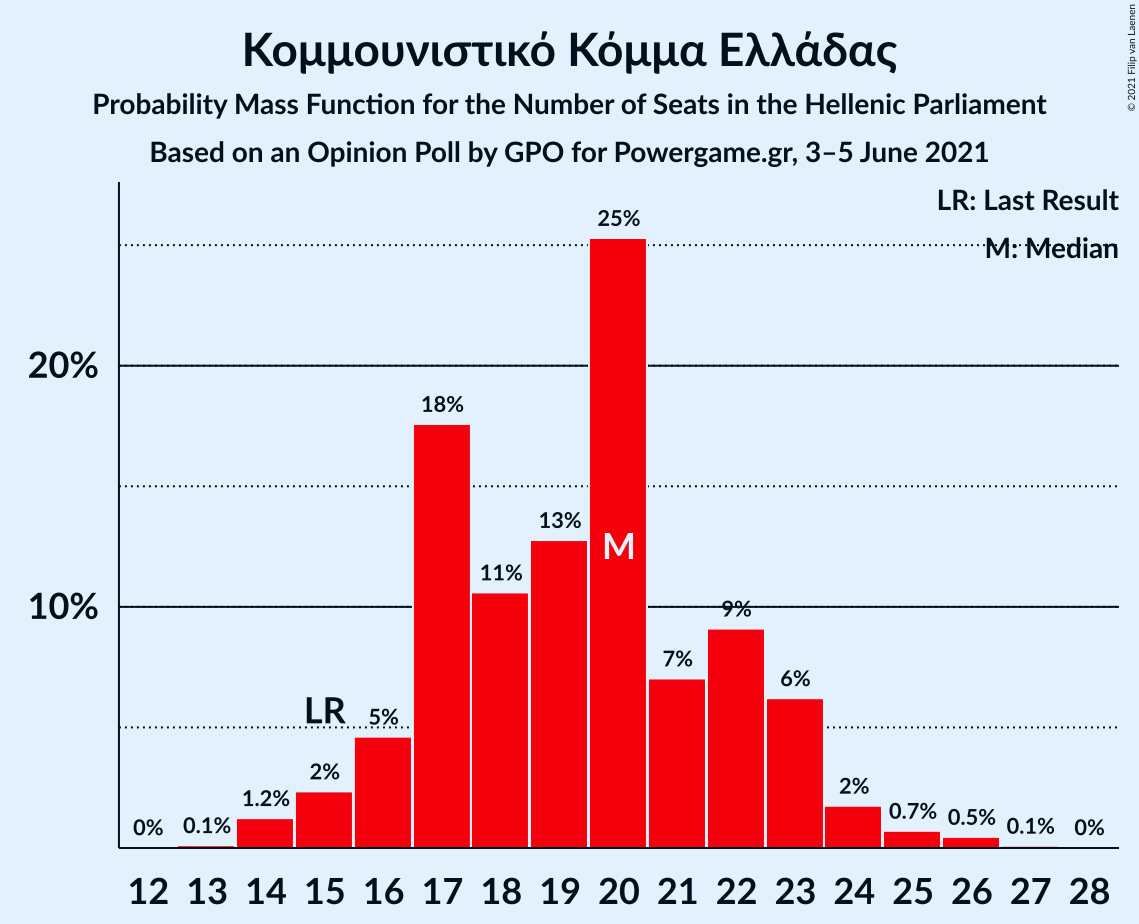 Κομμουνιστικό Κόμμα Ελλάδας
Probability Mass Function for the Number of Seats in the Hellenic Parliament
Based on an Opinion Poll by GPO for Powergame.gr, 3–5 June 2021
© 2021 Filip van Laenen
LR: Last Result
M: Median
25%
20%
18%
13%
M
11%
10%
9%
7%
6%
LR
5%
2%
1.2%
2%
0%
0.1%
0.7%
0.5%
0.1%
0%
12 13 14 15 16 17 18 19 20 21 22 23 24 25 26 27 28